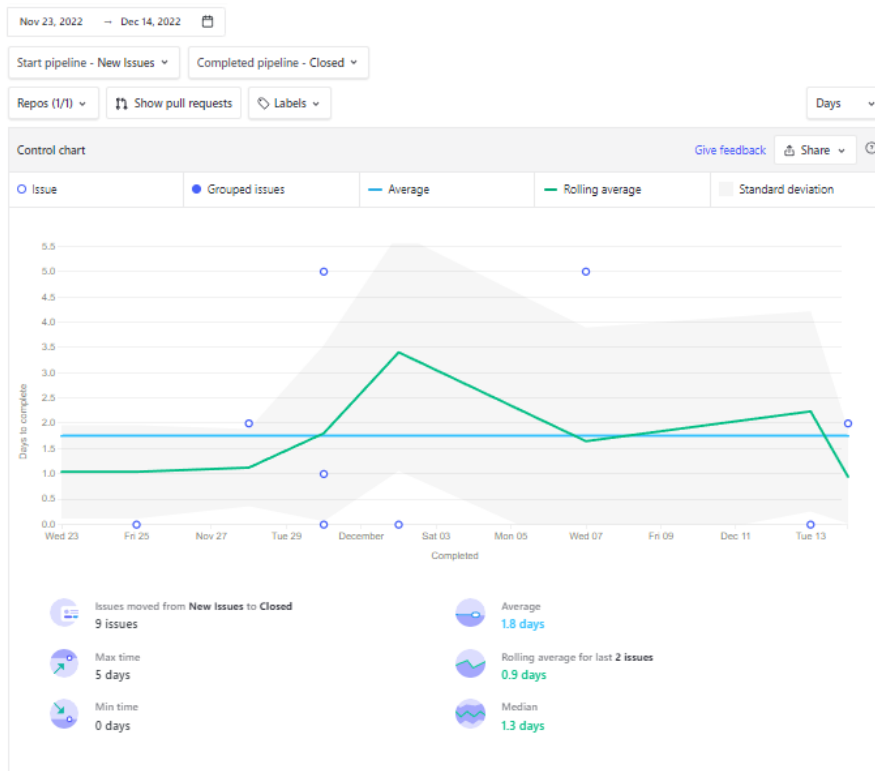 Nov 23, 2022 → Dec 14, 2022
Start pipeline - New Issues Completed pipeline - Closed
Repos (1/1) Show pull requests Labels Days
Control chart Give feedback Share
Issue Grouped issues Average Rolling average Standard deviation
5.5
5.0
4.5
4.0
3.5
3.0
2.5
2.0
1.5
1.0
0.5
0.0
Days to complete
Wed 23 Fri 25 Nov 27 Tue 29 December Sat 03 Mon 05 Wed 07 Fri 09 Dec 11 Tue 13
Completed
Issues moved from New Issues to Closed
9 issues
Average
1.8 days
Max time
5 days
Rolling average for last 2 issues
0.9 days
Min time
0 days
Median
1.3 days